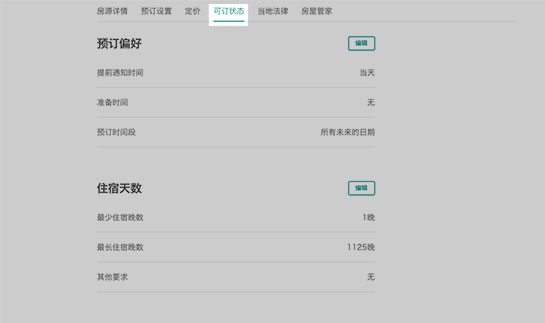 房源详情 预订设置 定价 可订状态 当地法律 房屋管家
预订偏好 编辑
提前通知时间 当天
准备时间 无
预订时间段 所有未来的日期
住宿天数 编辑
最少住宿晚数 1晚
最长住宿晚数 1125晚
其他要求 无